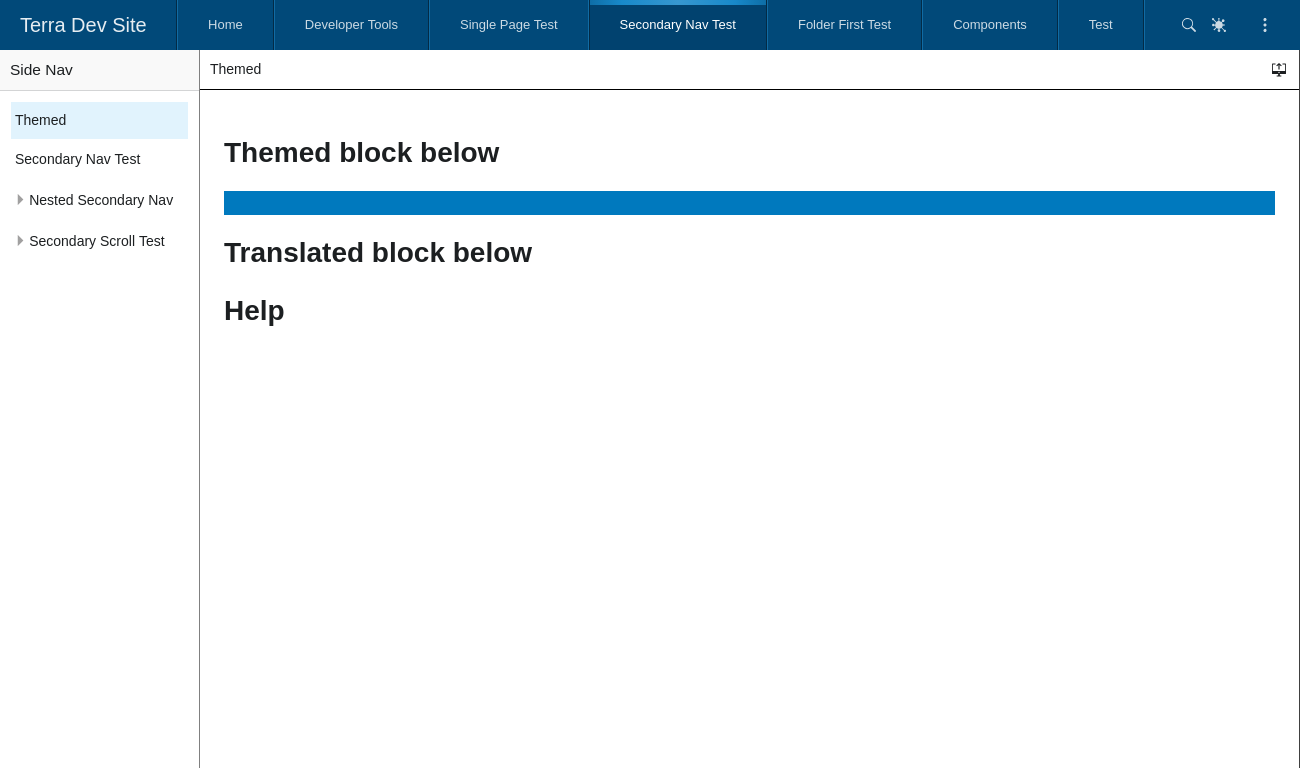 Terra Dev Site
Home
Developer Tools
Single Page Test
Secondary Nav Test
Folder First Test
Components
Test
Side Nav
Themed
Themed
Secondary Nav Test
Nested Secondary Nav
Secondary Scroll Test
Themed block below
Translated block below
Help